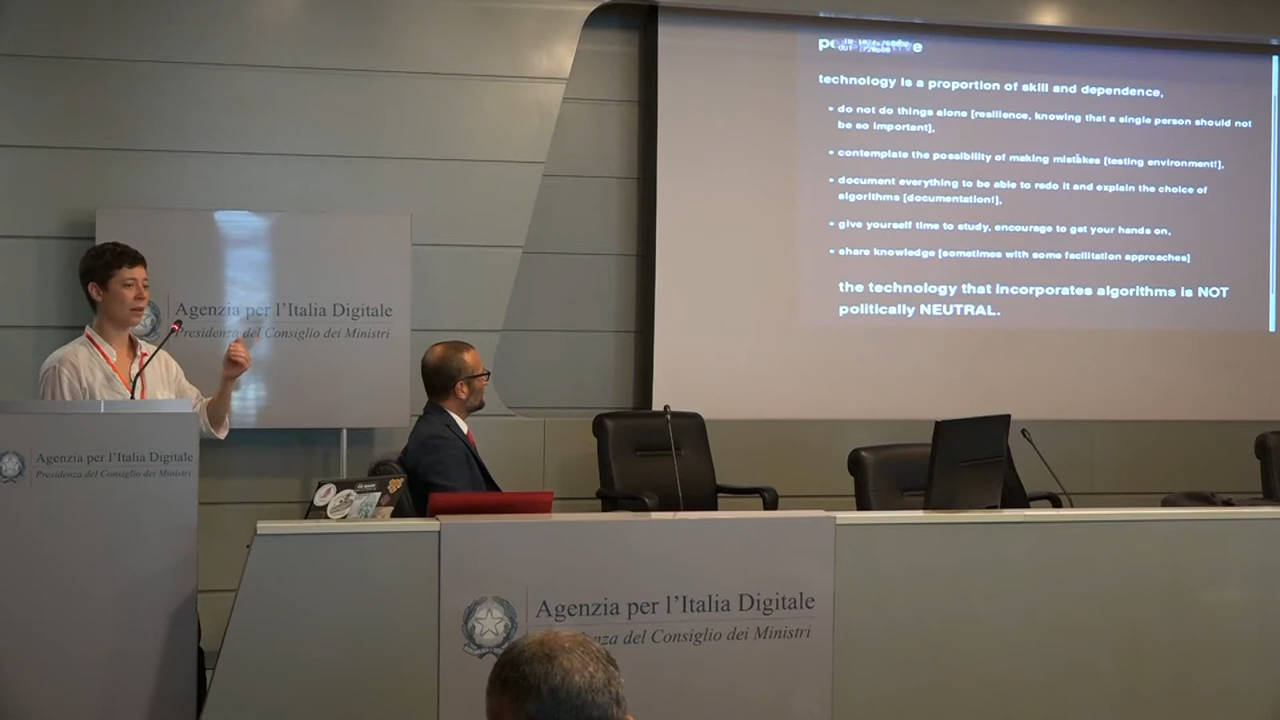 technology is a proportion of skill and dependence,
• do not do things alone [resilience, knowing that a single person should not
be so important],
• contemplate the possibility of making mistakes [testing environment!],
• document everything to be able to redo it and explain the choice of
algorithms [documentation!],
• give yourself time to study, encourage to get your hands on,
• share knowledge [sometimes with some facilitation approaches]
the technology that incorporates algorithms is NOT
politically NEUTRAL.
Agenzia per l'Italia Digitale
Presidenza del Consiglio dei Ministri
Agenzia per l'Italia Digitale
Presidenza del Consiglio dei Ministri
Agenzia per l'Italia Digitale
del Consiglio dei Ministri